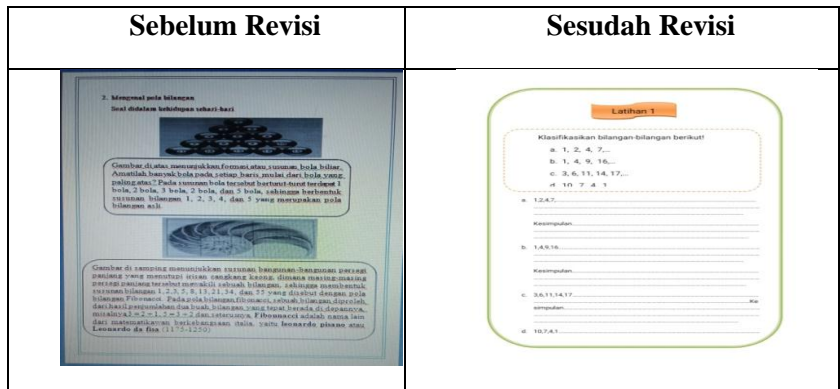 Sebelum Revisi
Sesudah Revisi
2. Mengenal pola bilangan
Soal didalam kehidupan sehari-hari
Gambar di atas menunjukkan formasi atau susunan bola biliar.
Amatilah banyak bola pada setiap baris, mulai dari bola yang
paling atas? Pada susunan bola tersebut berturut-turut terdapat 1
bola, 2 bola, 3 bola, 2 bola, dan 5 bola, sehingga berbentuk
susunan bilangan 1, 2, 3, 4, dan 5 yang merupakan pola
bilangan asli.
Gambar di samping menunjukkan susunan bangunan-bangunan persegi
panjang yang menutupi irisan cangkang keong, dimana masing-masing
persegi panjang tersebut mewakili sebuah bilangan, sehingga membentuk
susunan bilangan 1, 2, 3, 5, 8, 13, 21, 34, dan 55 yang disebut dengan pola
bilangan Fibonacci. Pada pola bilangan fibonacci, sebuah bilangan diperoleh
dari hasil penjumlahan dua buah bilangan yang tepat berada di depannya,
misalnya 3 = 2 + 1, 5 = 3 + 2 dan seterusnya. Fibonacci adalah nama lain
dari matematikawan berkebangsaan italia, yaitu leonardo pisano atau
Leonardo da fisa (1175-1250)
Latihan 1
Klasifikasikan bilangan-bilangan berikut!
a. 1, 2, 4, 7,...
b. 1, 4, 9, 16,...
c. 3, 6, 11, 14, 17,...
d. 10, 7, 4, 1
a. 1,2,4,7,
Kesimpulan
b. 1,4,9,16
Kesimpulan
c. 3,6,11,14,17
Ke
simpulan
d. 10,7,4,1